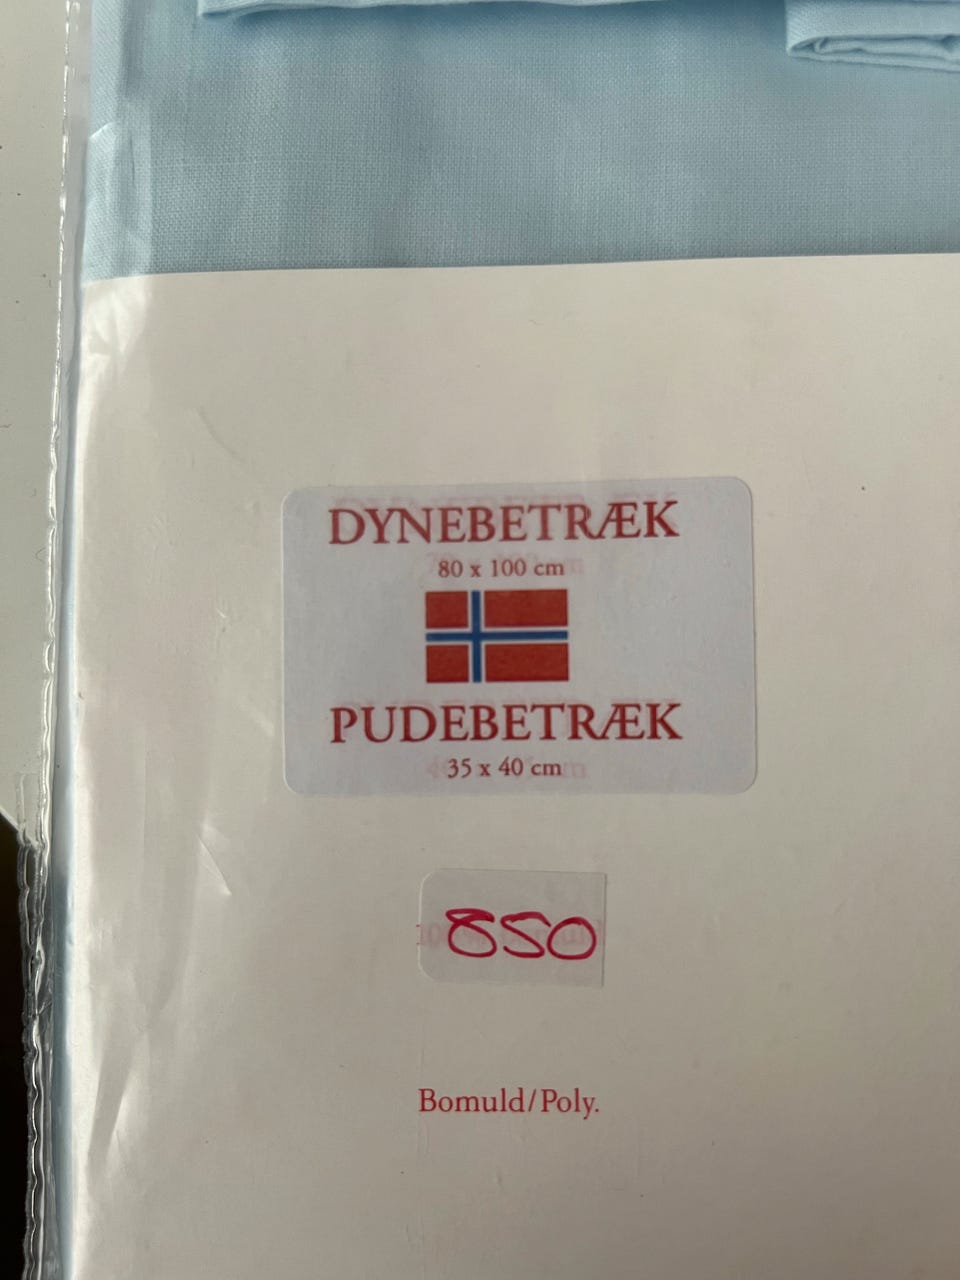 DYNEBETRÆK
80 x 100 cm
PUDEBETRÆK
35 x 40 cm
850
Bomuld/Poly.